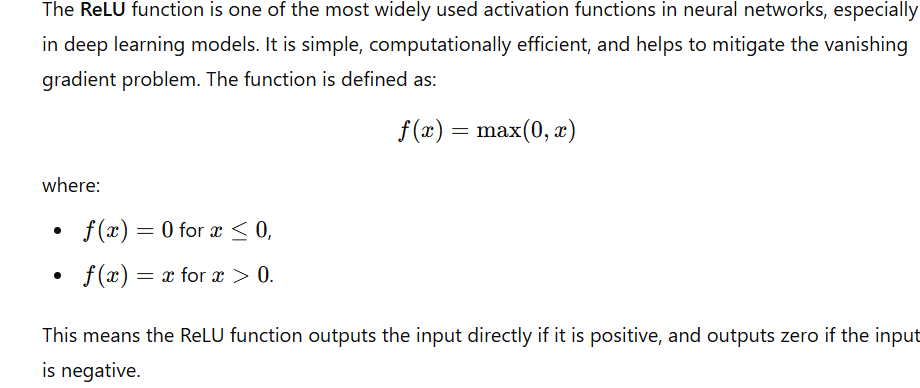 The ReLU function is one of the most widely used activation functions in neural networks, especially
in deep learning models. It is simple, computationally efficient, and helps to mitigate the vanishing
gradient problem. The function is defined as:
f(x) = max(0, x)
where:
• f(x) = 0 for x ≤ 0,
• f(x) = x for x > 0.
This means the ReLU function outputs the input directly if it is positive, and outputs zero if the input
is negative.